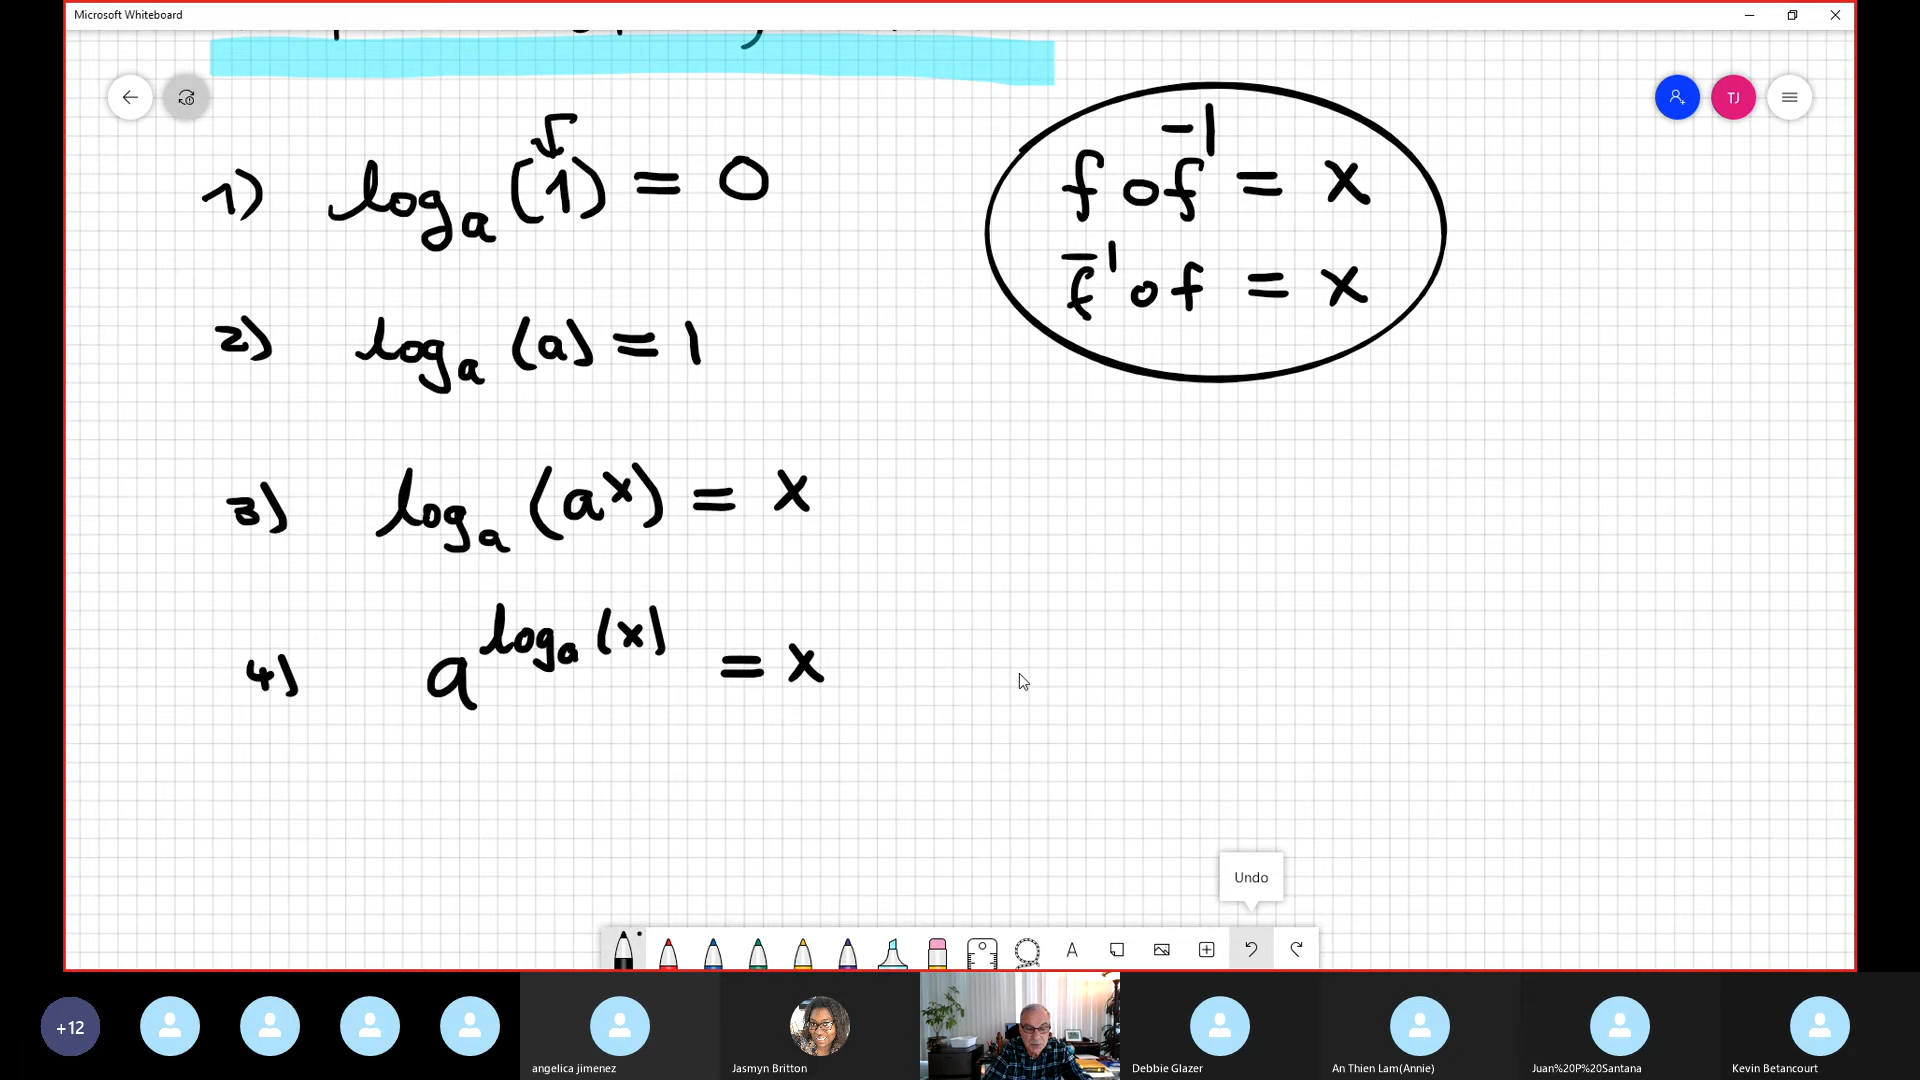 Microsoft Whiteboard
TJ
1) logₐ(1) = 0
f o f⁻¹ = x
f⁻¹ o f = x
2) logₐ(a) = 1
3) logₐ(aˣ) = x
4) a^logₐ(x) = x
Undo
A
+12
angelica jimenez
Jasmyn Britton
Debbie Glazer
An Thien Lam(Annie)
Juan%20P%20Santana
Kevin Betancourt